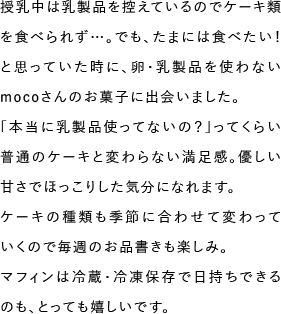 授乳中は乳製品を控えているのでケーキ類
を食べられず…。でも、たまには食べたい！
と思っていた時に、卵・乳製品を使わない
mocoさんのお菓子に出会いました。
「本当に乳製品使ってないの？」ってくらい
普通のケーキと変わらない満足感。優しい
甘さでほっこりした気分になれます。
ケーキの種類も季節に合わせて変わって
いくので毎週のお品書きも楽しみ。
マフィンは冷蔵・冷凍保存で日持ちできる
のも、とっても嬉しいです。